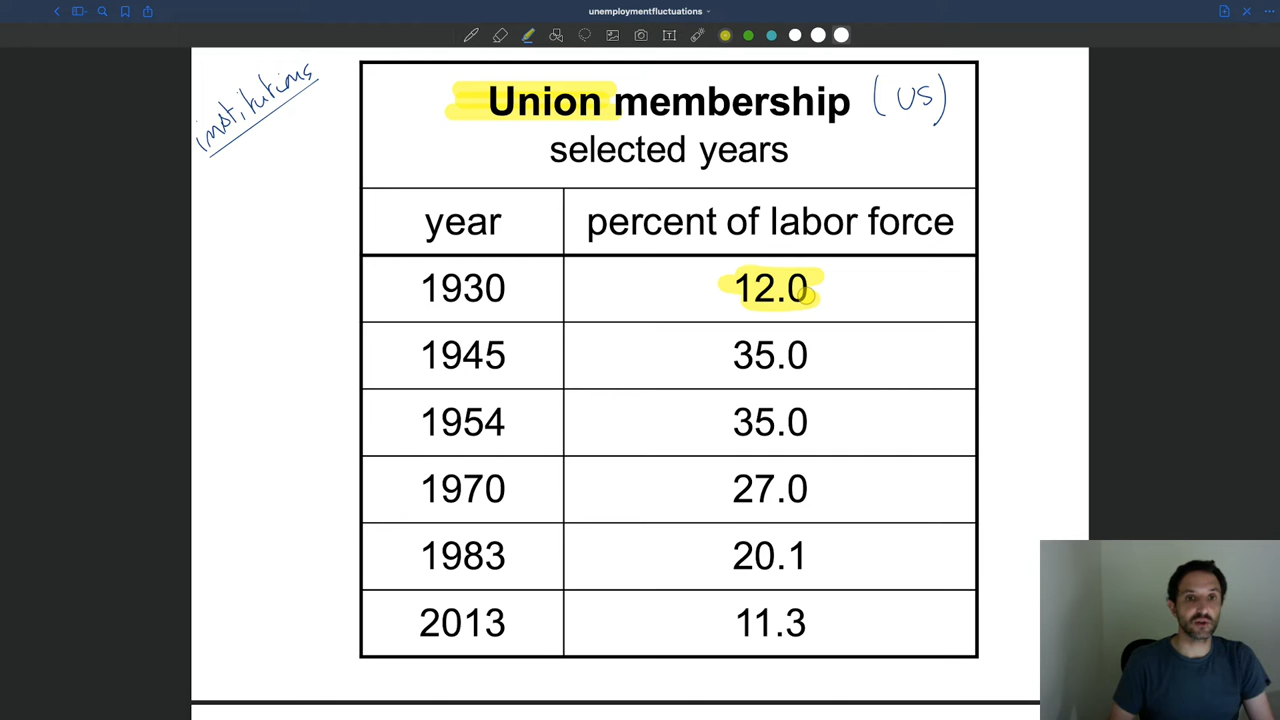 unemploymentfluctuations
institutions
Union membership (US)
selected years
year percent of labor force
1930 12.0
1945 35.0
1954 35.0
1970 27.0
1983 20.1
2013 11.3